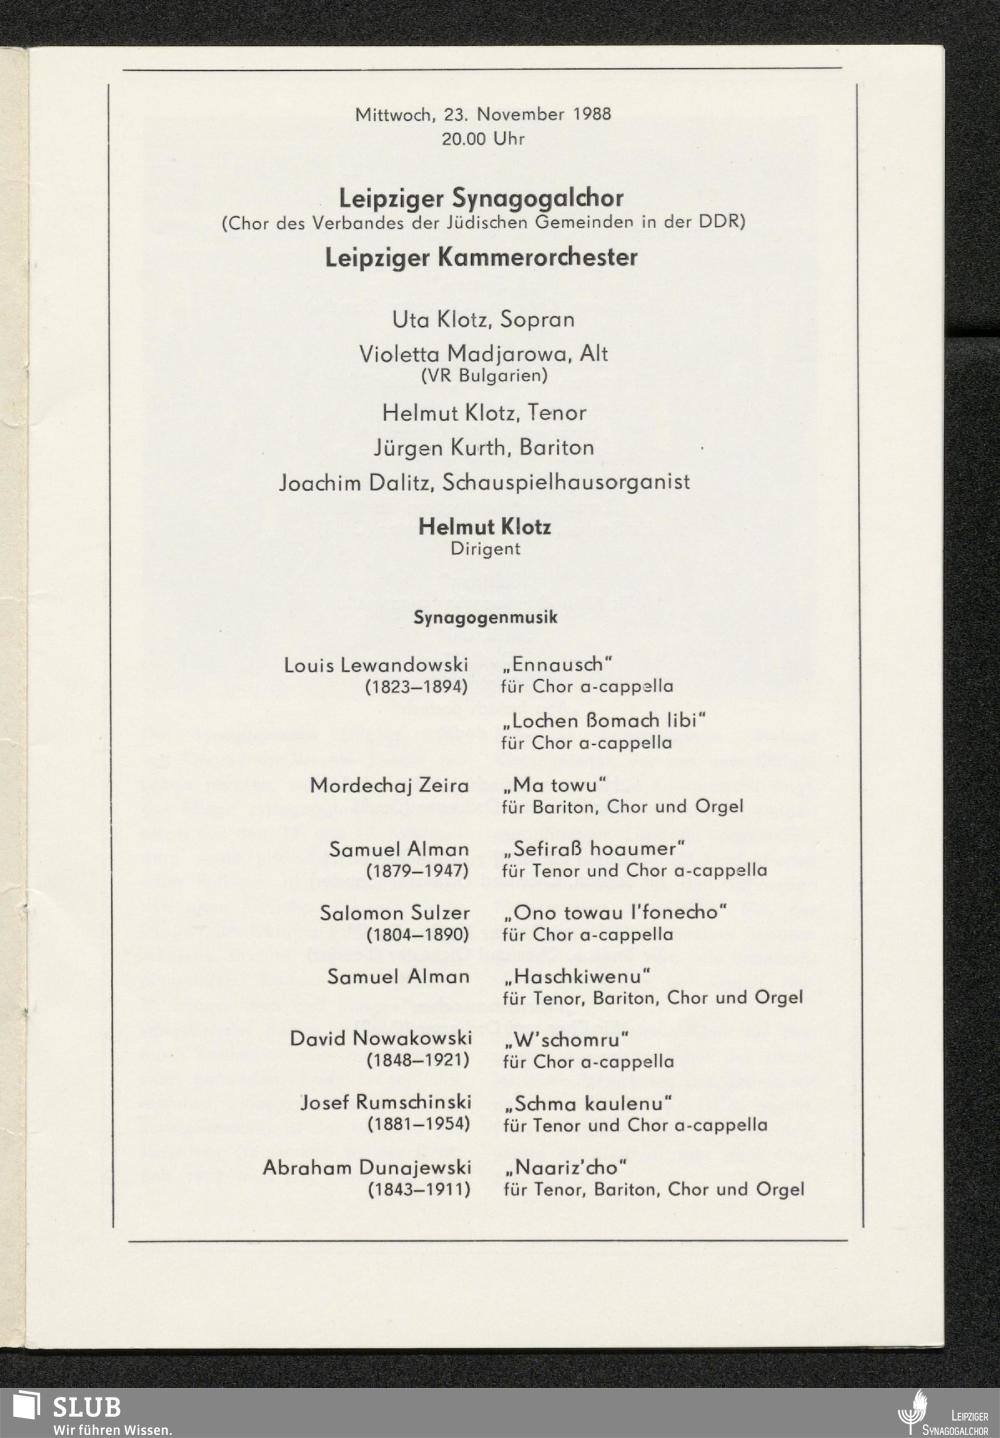 Mittwoch, 23. November 1988
20.00 Uhr
Leipziger Synagogalchor
(Chor des Verbandes der Jüdischen Gemeinden in der DDR)
Leipziger Kammerorchester
Uta Klotz, Sopran
Violetta Madjarowa, Alt
(VR Bulgarien)
Helmut Klotz, Tenor
Jürgen Kurth, Bariton
Joachim Dalitz, Schauspielhausorganist
Helmut Klotz
Dirigent
Synagogenmusik
Louis Lewandowski „Ennausch“
(1823–1894) für Chor a-cappella
„Lochen ßomach libi“
für Chor a-cappella
Mordechaj Zeira „Ma towu“
für Bariton, Chor und Orgel
Samuel Alman „Sefiraß hoaumer“
(1879–1947) für Tenor und Chor a-cappella
Salomon Sulzer „Ono towau l'fonecho“
(1804–1890) für Chor a-cappella
Samuel Alman „Haschkiwenu“
für Tenor, Bariton, Chor und Orgel
David Nowakowski „W'schomru“
(1848–1921) für Chor a-cappella
Josef Rumschinski „Schma kaulenu“
(1881–1954) für Tenor und Chor a-cappella
Abraham Dunajewski „Naariz'cho“
(1843–1911) für Tenor, Bariton, Chor und Orgel
SLUB
Wir führen Wissen.
LEIPZIGER
SYNAGOGALCHOR